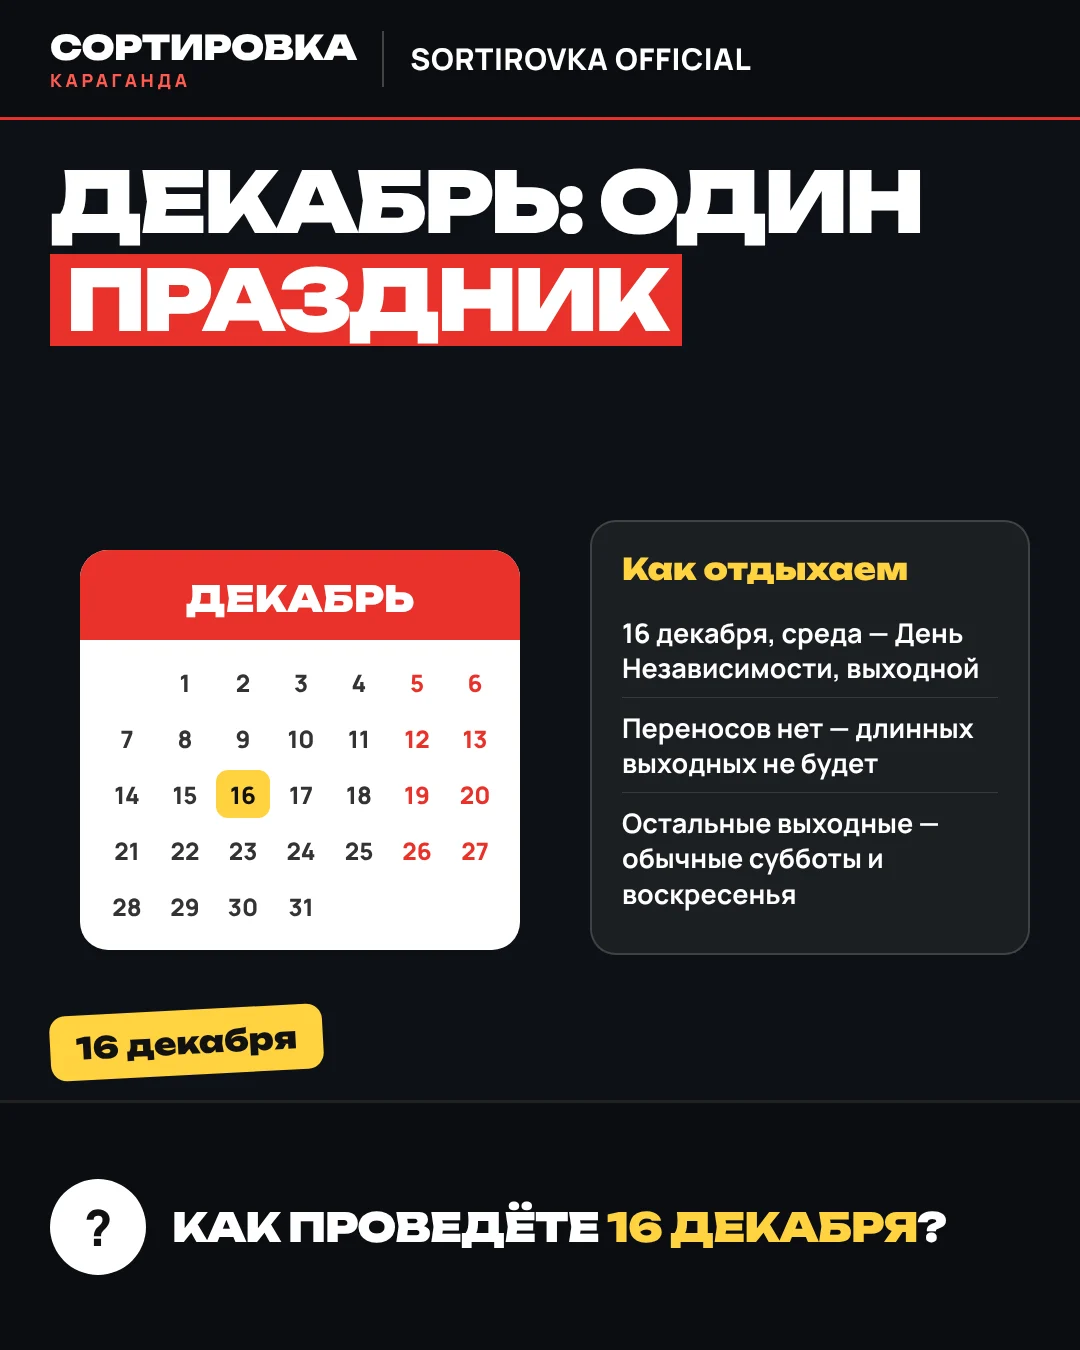 СОРТИРОВКА
КАРАГАНДА
SORTIROVKA OFFICIAL
ДЕКАБРЬ: ОДИН
ПРАЗДНИК
ДЕКАБРЬ
1 2 3 4 5 6
7 8 9 10 11 12 13
14 15 16 17 18 19 20
21 22 23 24 25 26 27
28 29 30 31
Как отдыхаем
16 декабря, среда — День
Независимости, выходной
Переносов нет — длинных
выходных не будет
Остальные выходные —
обычные субботы и
воскресенья
16 декабря
?
КАК ПРОВЕДЁТЕ 16 ДЕКАБРЯ?